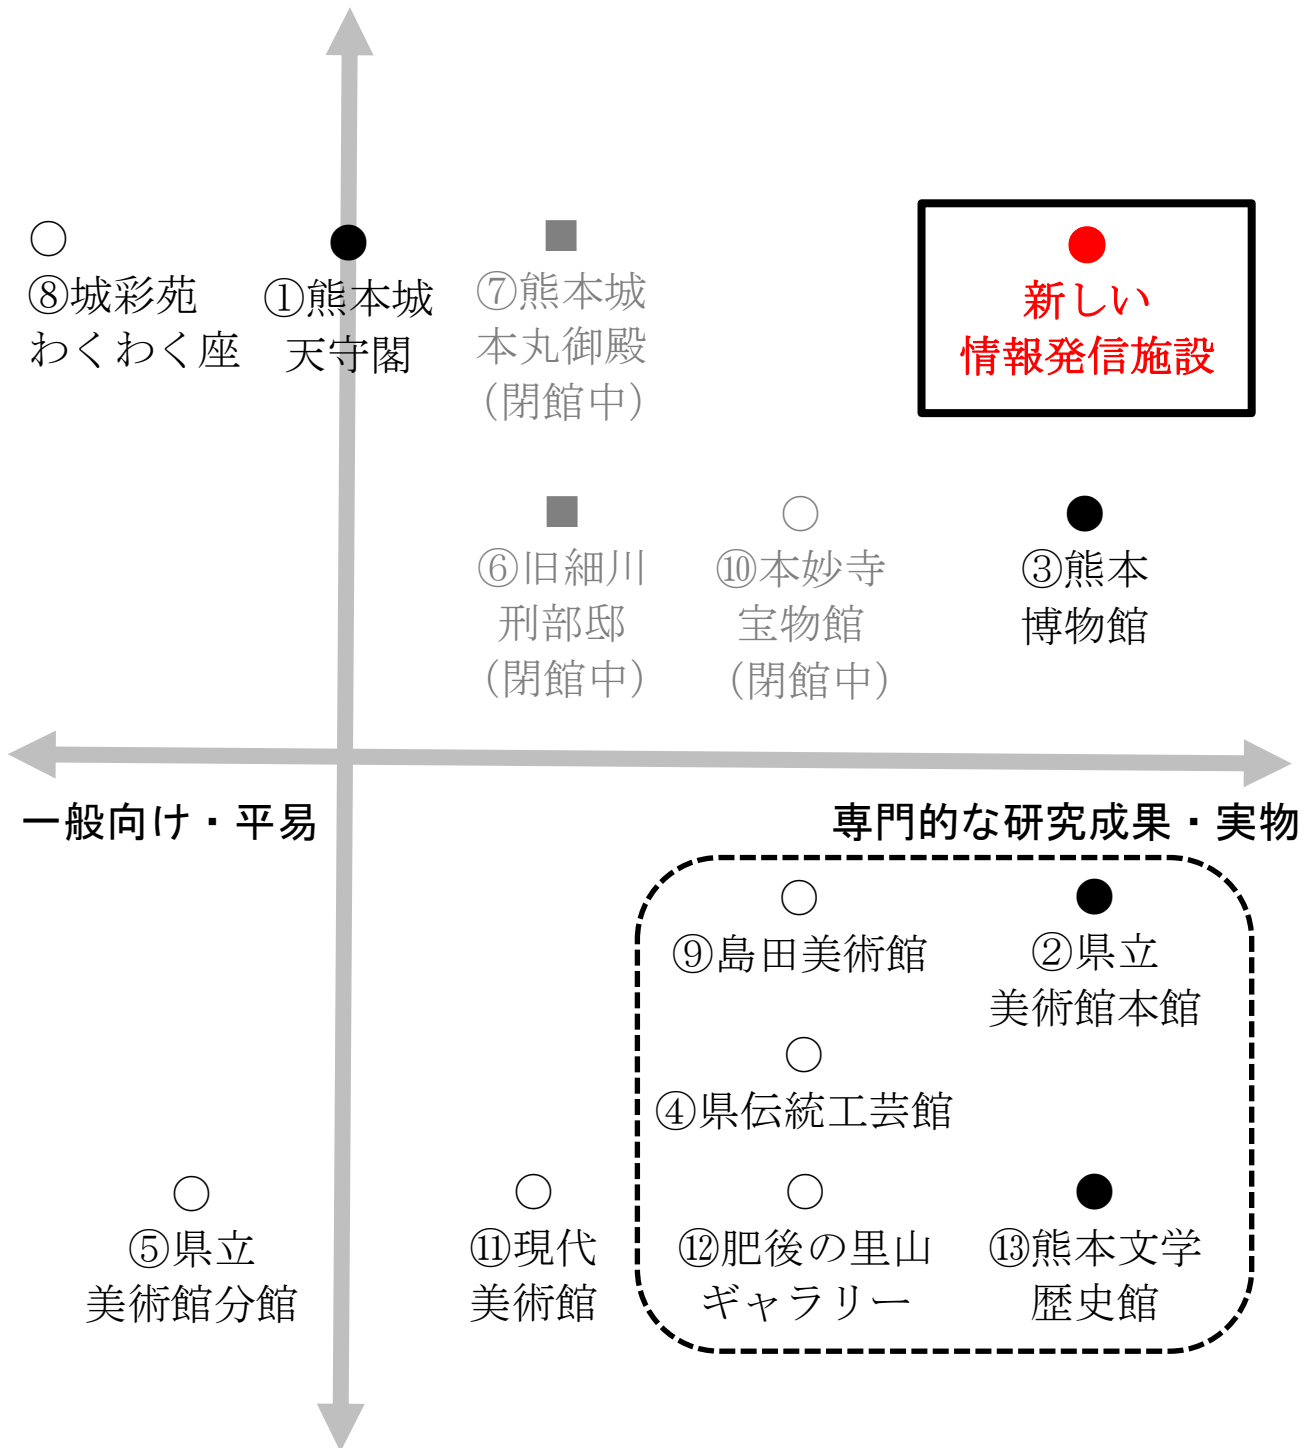 ⑧城彩苑
わくわく座
①熊本城
天守閣
⑦熊本城
本丸御殿
（閉館中）
新しい
情報発信施設
⑥旧細川
刑部邸
（閉館中）
⑩本妙寺
宝物館
（閉館中）
③熊本
博物館
一般向け・平易
専門的な研究成果・実物
⑨島田美術館
②県立
美術館本館
④県伝統工芸館
⑤県立
美術館分館
⑪現代
美術館
⑫肥後の里山
ギャラリー
⑬熊本文学
歴史館